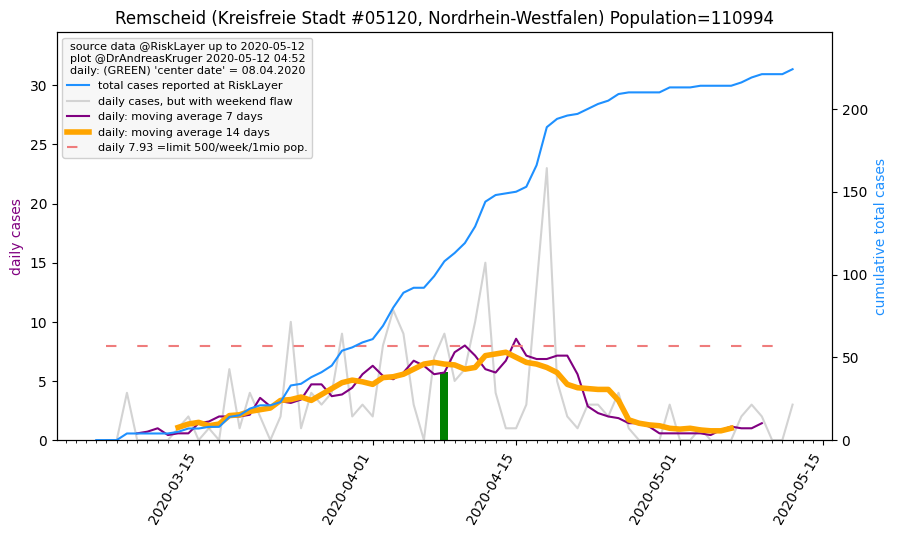 Remscheid (Kreisfreie Stadt #05120, Nordrhein-Westfalen) Population=110994
source data @RiskLayer up to 2020-05-12
plot @DrAndreasKruger 2020-05-12 04:52
daily: (GREEN) 'center date' = 08.04.2020
total cases reported at RiskLayer
daily cases, but with weekend flaw
daily: moving average 7 days
daily: moving average 14 days
daily 7.93 =limit 500/week/1mio pop.
daily cases
30
25
20
15
10
5
0
cumulative total cases
200
150
100
50
0
2020-03-15
2020-04-01
2020-04-15
2020-05-01
2020-05-15